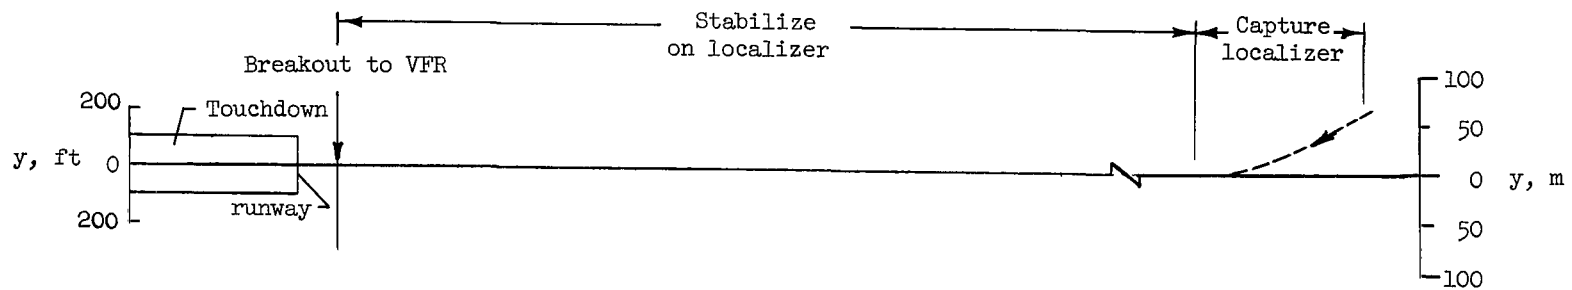 Stabilize
on localizer
Capture
localizer
Breakout to VFR
200
Touchdown
y, ft
0
runway
200
100
50
0
y, m
50
100